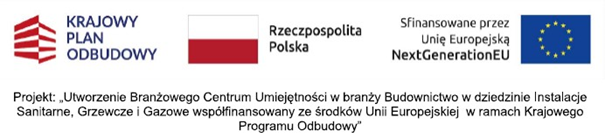 KRAJOWY
PLAN
ODBUDOWY
Rzeczpospolita
Polska
Sfinansowane przez
Unię Europejską
NextGenerationEU
Projekt: „Utworzenie Branżowego Centrum Umiejętności w branży Budownictwo w dziedzinie Instalacje
Sanitarne, Grzewcze i Gazowe współfinansowany ze środków Unii Europejskiej w ramach Krajowego
Programu Odbudowy”